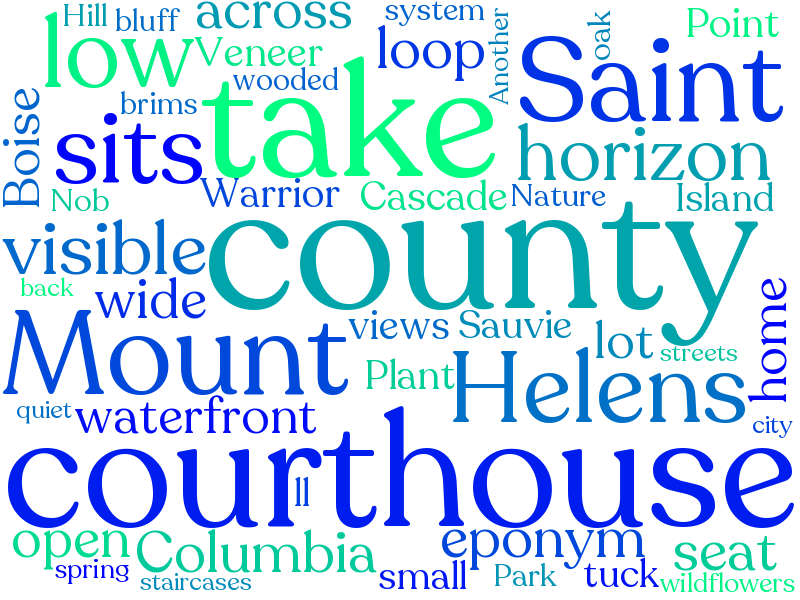 Hill bluff across system Another oak Point
low Veneer loop Saint
wooded
Boise brims take
sits horizon
Nob Warrior Cascade Nature Island
visible county
back wide home
Mount views Sauvie lot streets
Plant Helens
quiet waterfront city
courthouse
ll
open Columbia eponym seat
spring staircases small Park tuck wildflowers